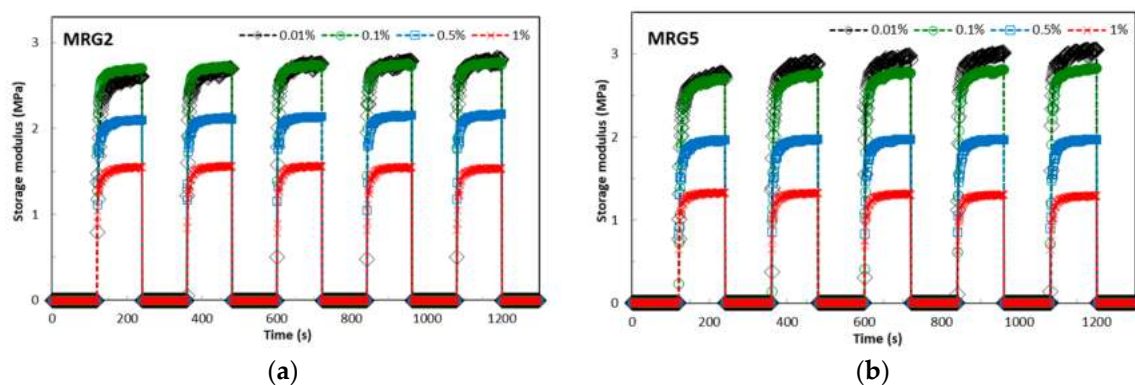 MRG2
0.01% 0.1% 0.5% 1%
Storage modulus (MPa)
3
2
1
0
0 200 400 600 800 1000 1200
Time (s)
(a)
MRG5
0.01% 0.1% 0.5% 1%
Storage modulus (MPa)
3
2
1
0
0 200 400 600 800 1000 1200
Time (s)
(b)